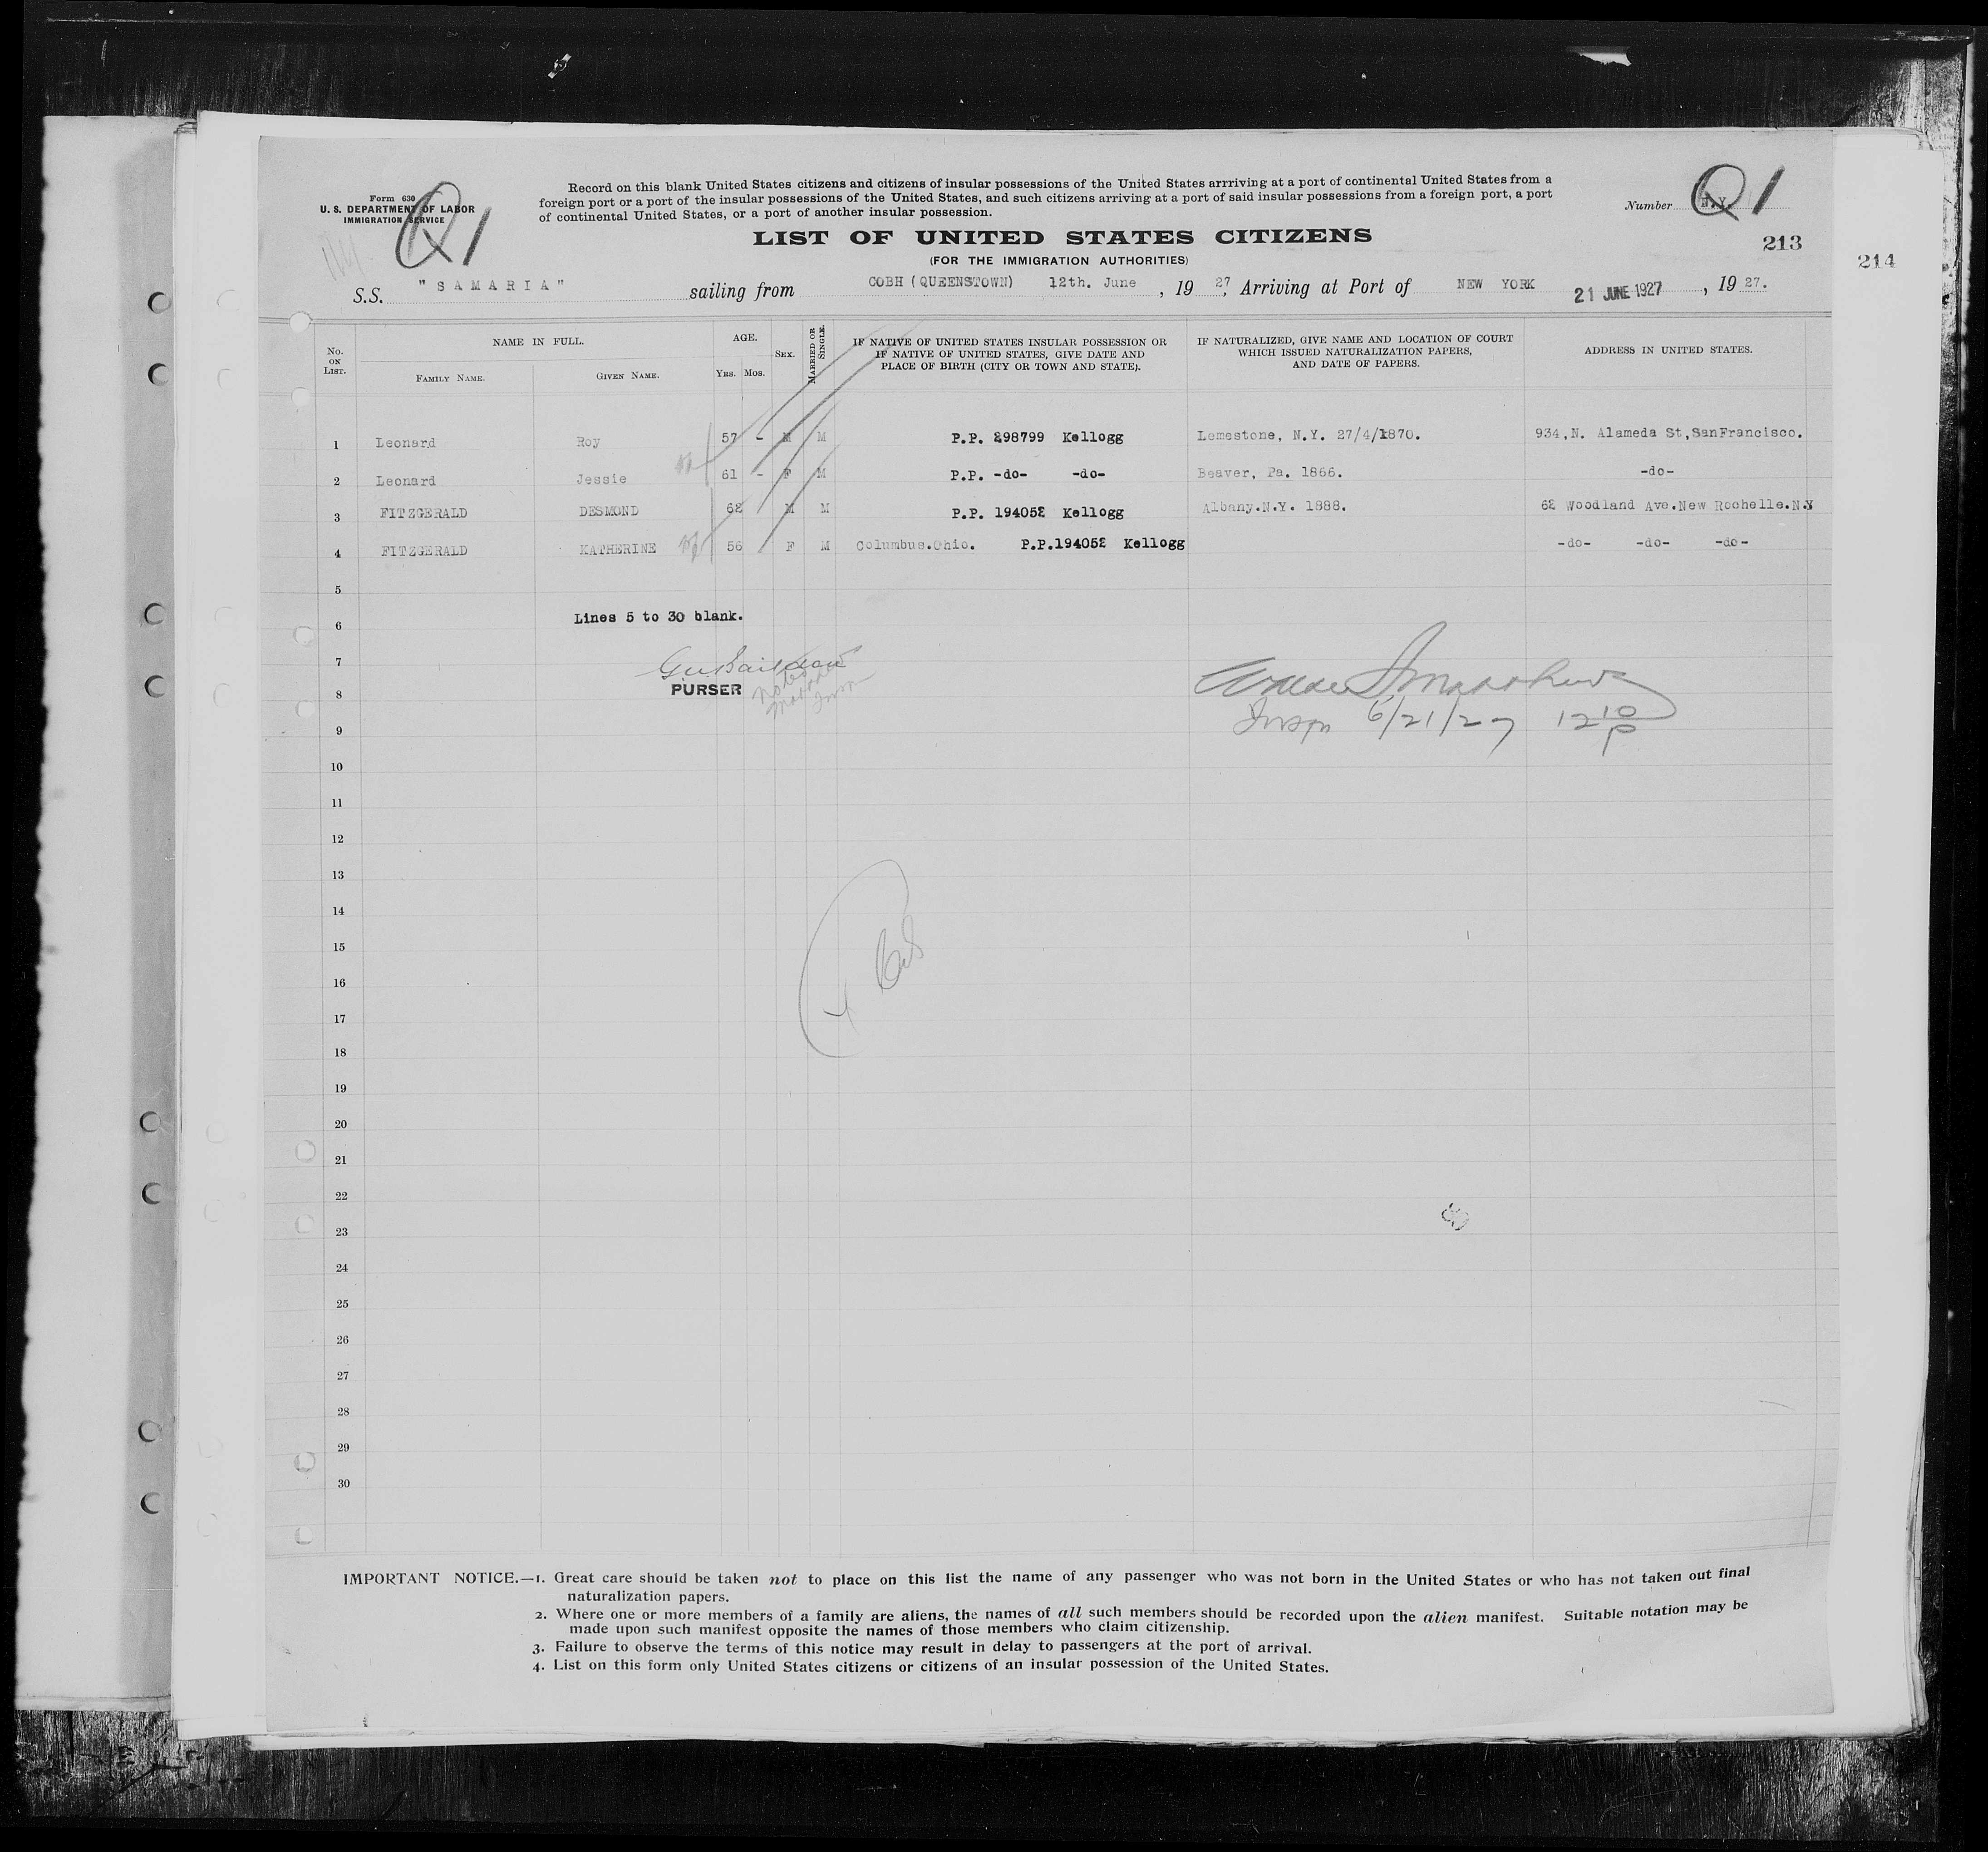 Form 630
U. S. DEPARTMENT OF LABOR
IMMIGRATION SERVICE
Q1
Record on this blank United States citizens and citizens of insular possessions of the United States arrriving at a port of continental United States from a
foreign port or a port of the insular possessions of the United States, and such citizens arriving at a port of said insular possessions from a foreign port, a port
of continental United States, or a port of another insular possession.
Number N.Y. Q1
LIST OF UNITED STATES CITIZENS
213
214
(FOR THE IMMIGRATION AUTHORITIES)
S.S. "SAMARIA" sailing from COBH (QUEENSTOWN) 12th. June, 1927, Arriving at Port of NEW YORK 21 JUNE 1927, 1927.
No. ON LIST.
NAME IN FULL.
FAMILY NAME. GIVEN NAME.
AGE.
YRS. MOS.
SEX.
MARRIED OR SINGLE.
IF NATIVE OF UNITED STATES INSULAR POSSESSION OR
IF NATIVE OF UNITED STATES, GIVE DATE AND
PLACE OF BIRTH (CITY OR TOWN AND STATE).
IF NATURALIZED, GIVE NAME AND LOCATION OF COURT
WHICH ISSUED NATURALIZATION PAPERS,
AND DATE OF PAPERS.
ADDRESS IN UNITED STATES.
1 Leonard Roy 57 - M M P.P. 298799 Kellogg Lemestone, N.Y. 27/4/1870. 934,N. Alameda St,SanFrancisco.
2 Leonard Jessie 61 - F M P.P. -do- -do- Beaver, Pa. 1866. -do-
3 FITZGERALD DESMOND 62 M M P.P. 194052 Kellogg Albany.N.Y. 1888. 62 Woodland Ave.New Rochelle.N.Y
4 FITZGERALD KATHERINE 56 F M Columbus.Ohio. P.P.194052 Kellogg -do- -do- -do-
5
Lines 5 to 30 blank.
6
7
PURSER
8
Insp 6/21/27 12 10 P
9
10
11
12
13
14
15
16
17
18
19
20
21
22
23
24
25
26
27
28
29
30
IMPORTANT NOTICE.—1. Great care should be taken not to place on this list the name of any passenger who was not born in the United States or who has not taken out final
naturalization papers.
2. Where one or more members of a family are aliens, the names of all such members should be recorded upon the alien manifest. Suitable notation may be
made upon such manifest opposite the names of those members who claim citizenship.
3. Failure to observe the terms of this notice may result in delay to passengers at the port of arrival.
4. List on this form only United States citizens or citizens of an insular possession of the United States.